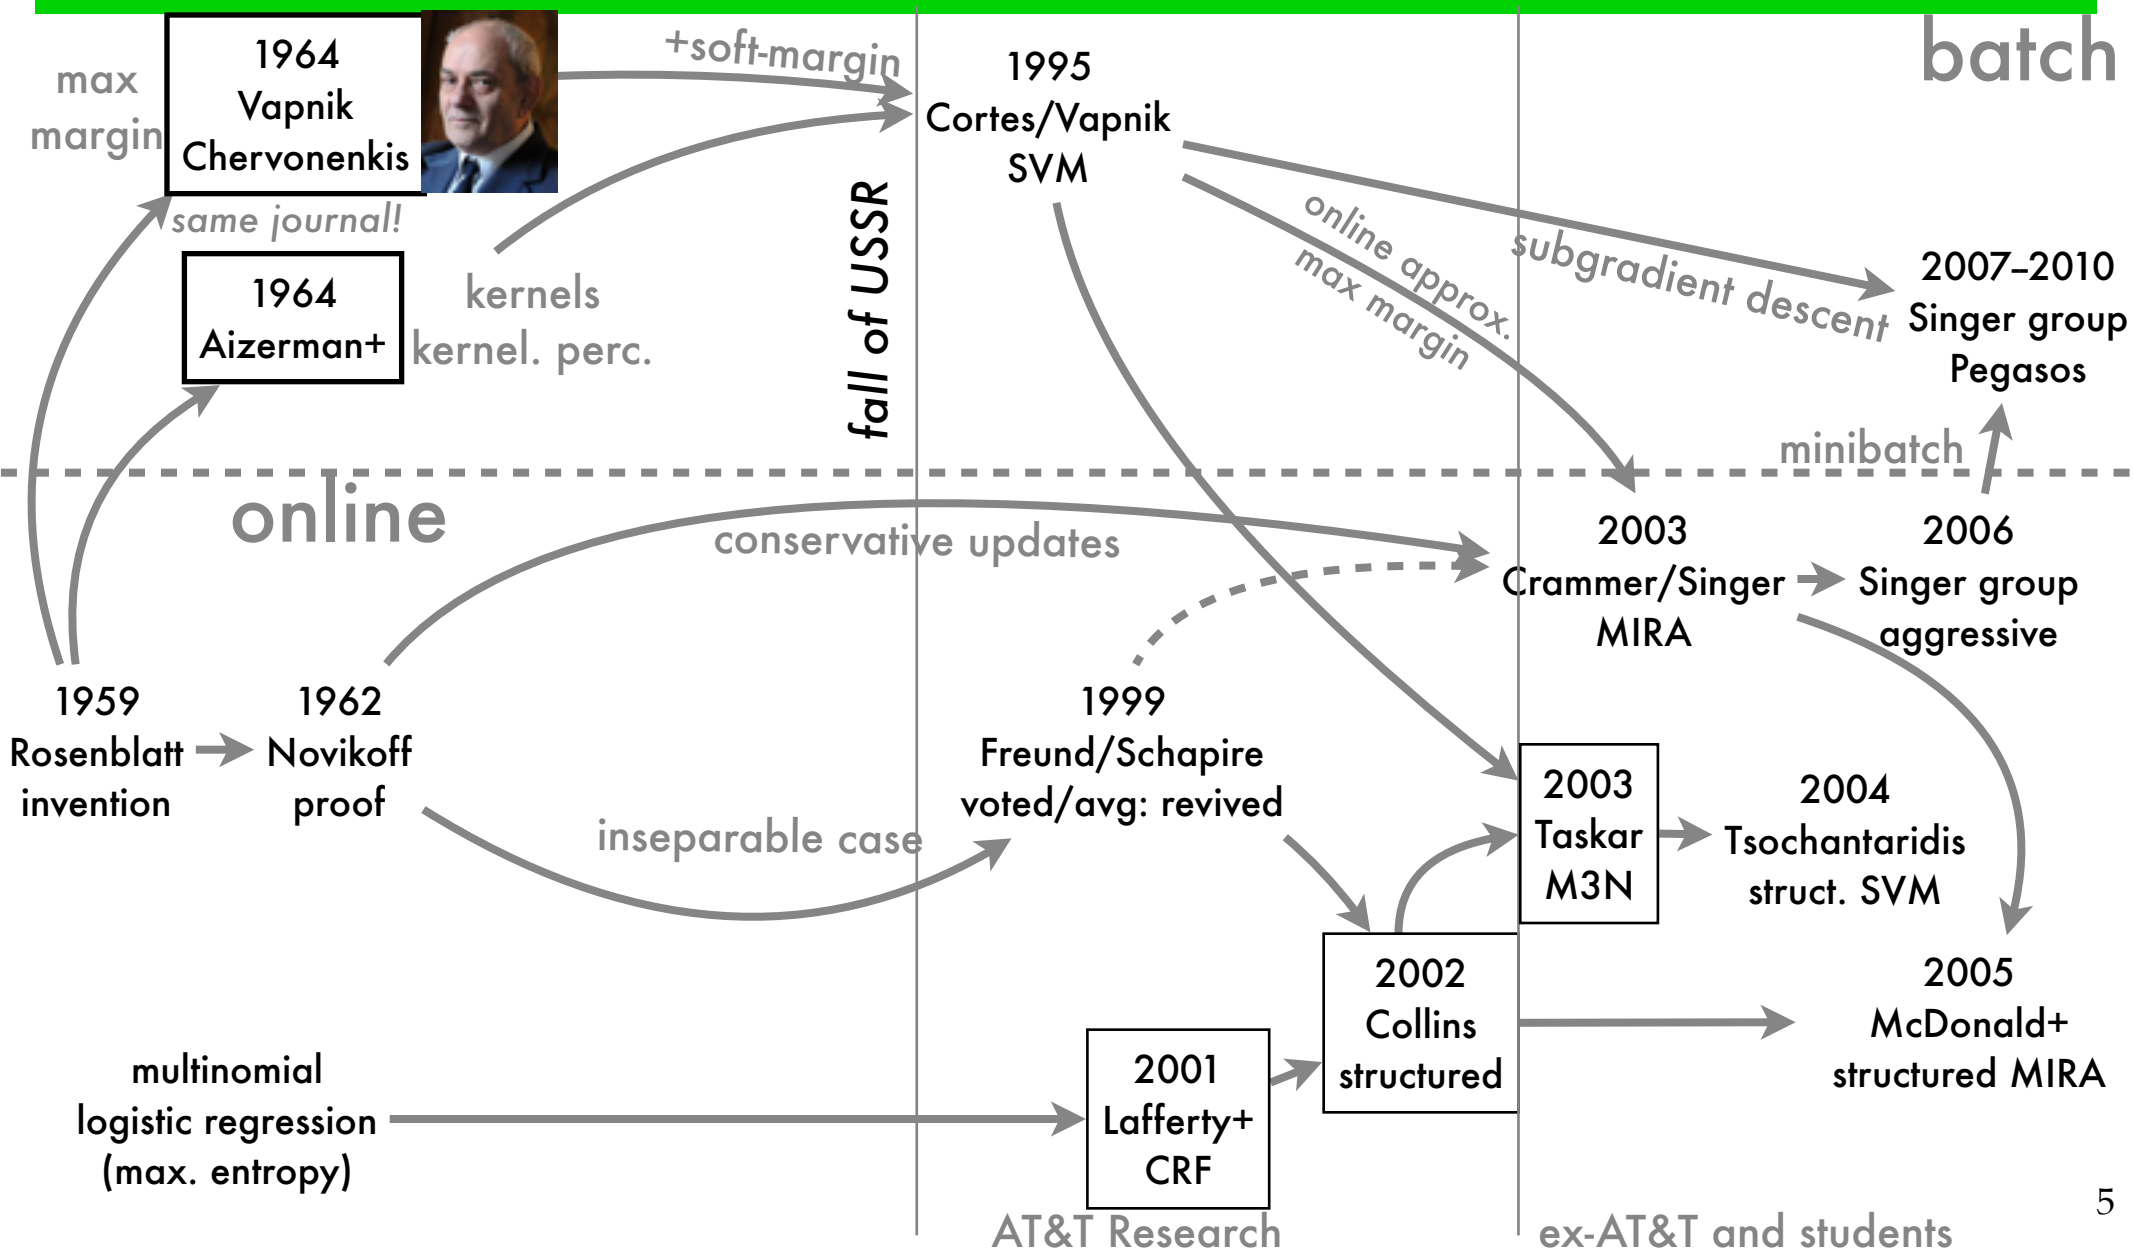 batch
max
margin
1964
Vapnik
Chervonenkis
+soft-margin
1995
Cortes/Vapnik
SVM
same journal!
1964
Aizerman+
kernels
kernel. perc.
fall of USSR
online approx.
max margin
subgradient descent
2007–2010
Singer group
Pegasos
minibatch
online
conservative updates
2003
Crammer/Singer
MIRA
2006
Singer group
aggressive
1959
Rosenblatt
invention
1962
Novikoff
proof
inseparable case
1999
Freund/Schapire
voted/avg: revived
2003
Taskar
M3N
2004
Tsochantaridis
struct. SVM
2002
Collins
structured
2005
McDonald+
structured MIRA
multinomial
logistic regression
(max. entropy)
2001
Lafferty+
CRF
AT&T Research
ex-AT&T and students
5